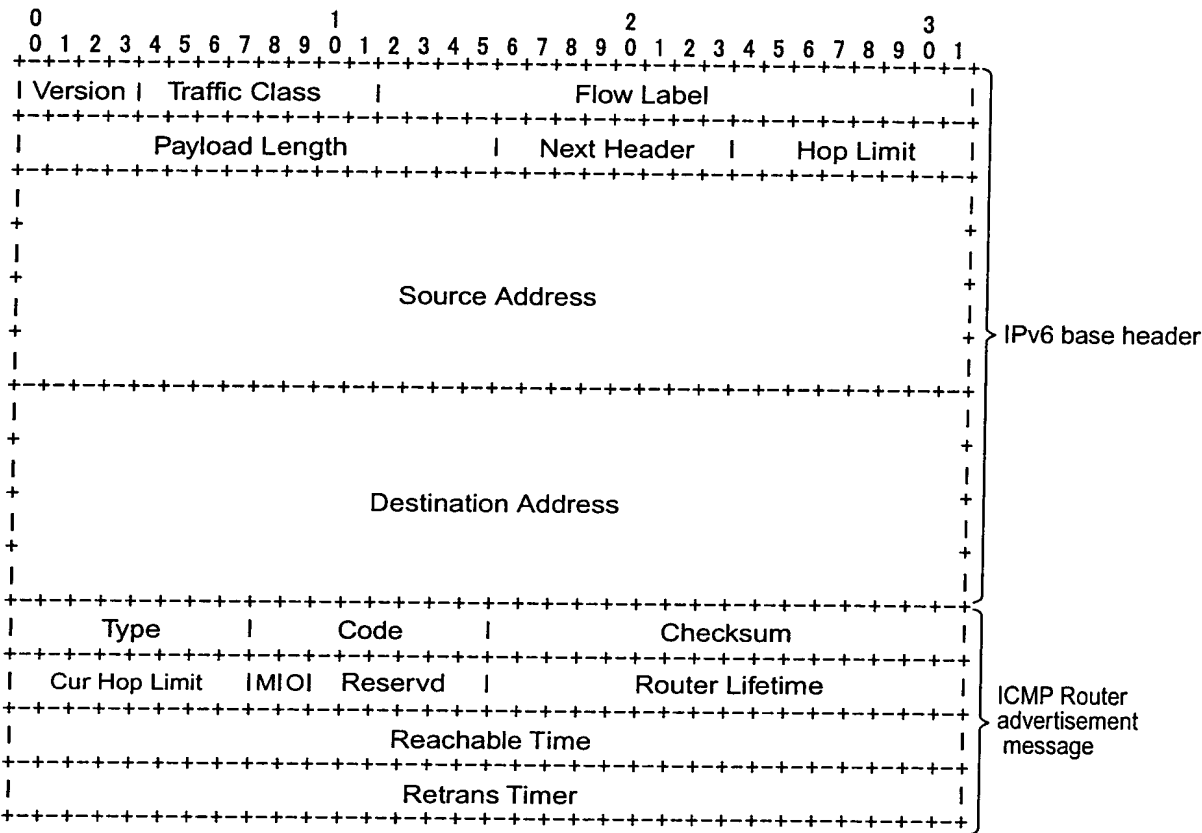 0 1 2 3
0 1 2 3 4 5 6 7 8 9 0 1 2 3 4 5 6 7 8 9 0 1 2 3 4 5 6 7 8 9 0 1
+-+-+-+-+-+-+-+-+-+-+-+-+-+-+-+-+-+-+-+-+-+-+-+-+-+-+-+-+-+-+-+-+
| Version | Traffic Class | Flow Label |
+-+-+-+-+-+-+-+-+-+-+-+-+-+-+-+-+-+-+-+-+-+-+-+-+-+-+-+-+-+-+-+-+
| Payload Length | Next Header | Hop Limit |
+-+-+-+-+-+-+-+-+-+-+-+-+-+-+-+-+-+-+-+-+-+-+-+-+-+-+-+-+-+-+-+-+
| |
+ +
| |
+ +
| Source Address |
+ + IPv6 base header
| |
+-+-+-+-+-+-+-+-+-+-+-+-+-+-+-+-+-+-+-+-+-+-+-+-+-+-+-+-+-+-+-+-+
| |
+ +
| |
+ Destination Address +
| |
+ +
| |
+-+-+-+-+-+-+-+-+-+-+-+-+-+-+-+-+-+-+-+-+-+-+-+-+-+-+-+-+-+-+-+-+
| Type | Code | Checksum |
+-+-+-+-+-+-+-+-+-+-+-+-+-+-+-+-+-+-+-+-+-+-+-+-+-+-+-+-+-+-+-+-+
| Cur Hop Limit |M|O| Reservd | Router Lifetime |
+-+-+-+-+-+-+-+-+-+-+-+-+-+-+-+-+-+-+-+-+-+-+-+-+-+-+-+-+-+-+-+-+
| Reachable Time |
+-+-+-+-+-+-+-+-+-+-+-+-+-+-+-+-+-+-+-+-+-+-+-+-+-+-+-+-+-+-+-+-+
| Retrans Timer |
+-+-+-+-+-+-+-+-+-+-+-+-+-+-+-+-+-+-+-+-+-+-+-+-+-+-+-+-+-+-+-+-+
ICMP Router
advertisement
message